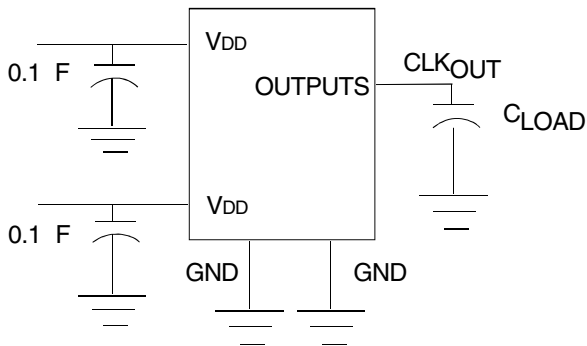 VDD
0.1 F
OUTPUTS
CLKOUT
CLOAD
VDD
0.1 F
GND
GND